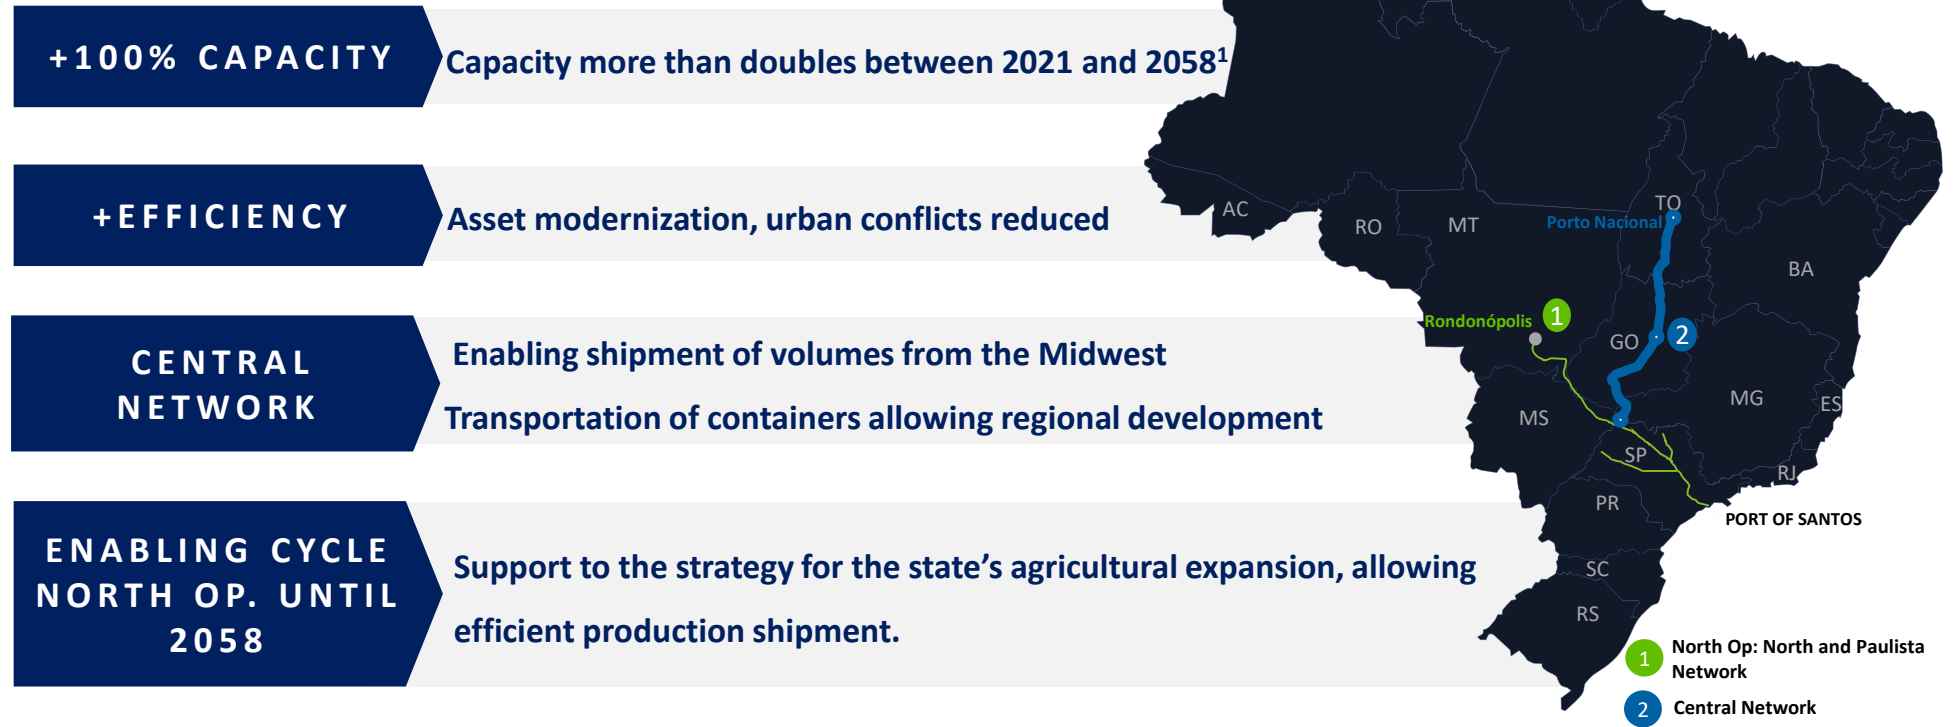 +100% CAPACITY
Capacity more than doubles between 2021 and 2058¹
+EFFICIENCY
Asset modernization, urban conflicts reduced
CENTRAL
NETWORK
Enabling shipment of volumes from the Midwest
Transportation of containers allowing regional development
ENABLING CYCLE
NORTH OP. UNTIL
2058
Support to the strategy for the state’s agricultural expansion, allowing
efficient production shipment.
AC
RO
MT
TO
Porto Nacional
BA
Rondonópolis
1
GO
2
MS
MG
ES
SP
RJ
PR
PORT OF SANTOS
SC
RS
1 North Op: North and Paulista
Network
2 Central Network